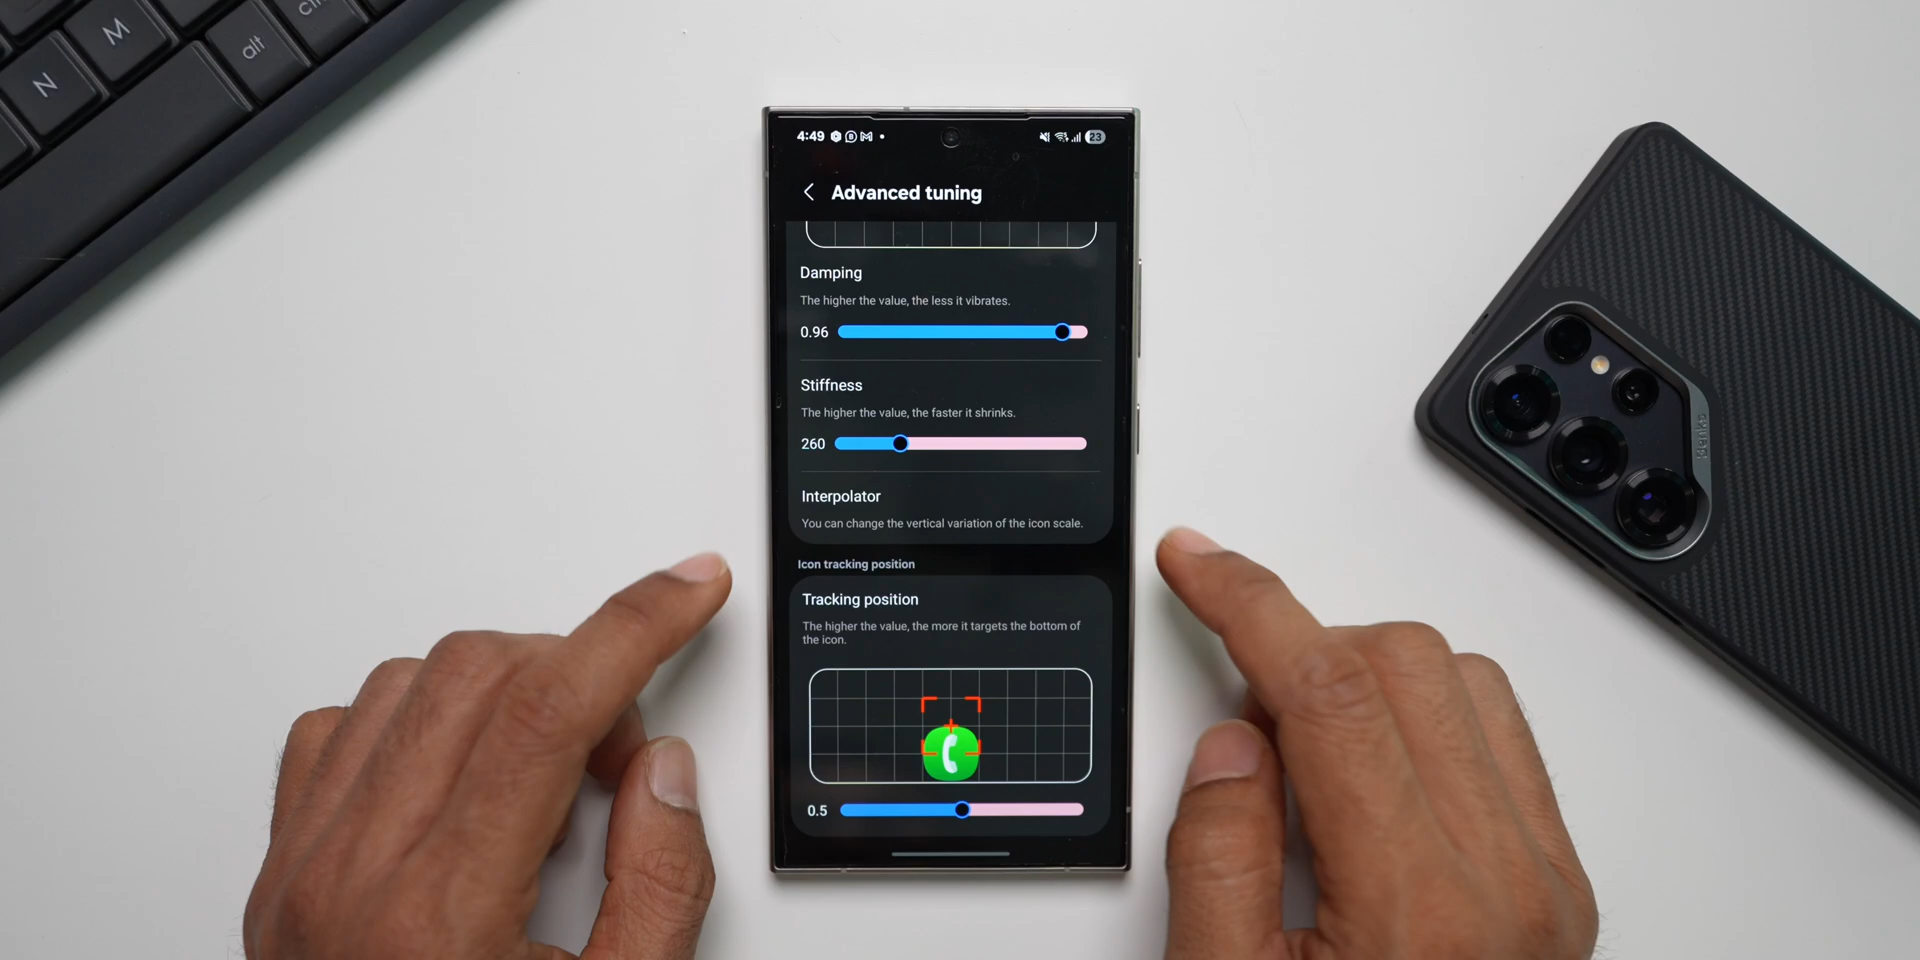 N
M
alt
4:49
23
Advanced tuning
Damping
The higher the value, the less it vibrates.
0.96
Stiffness
The higher the value, the faster it shrinks.
260
Interpolator
You can change the vertical variation of the icon scale.
Icon tracking position
Tracking position
The higher the value, the more it targets the bottom of
the icon.
0.5